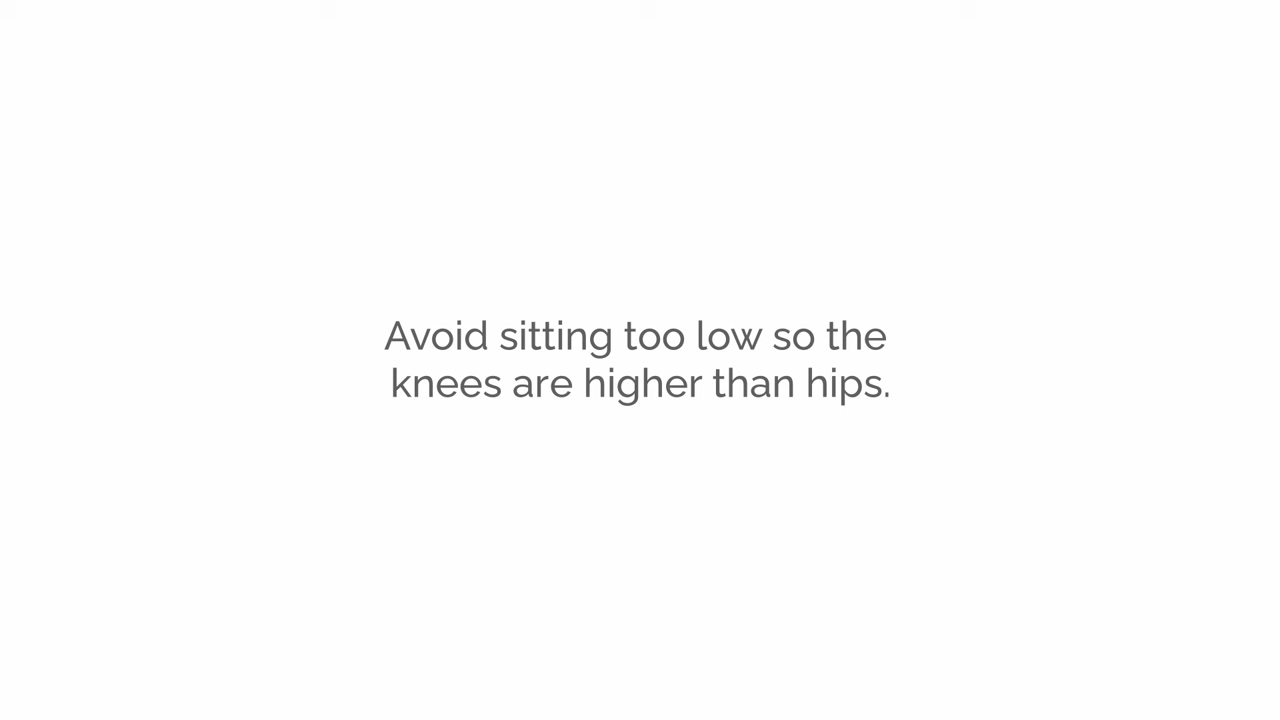 Avoid sitting too low so the
knees are higher than hips.